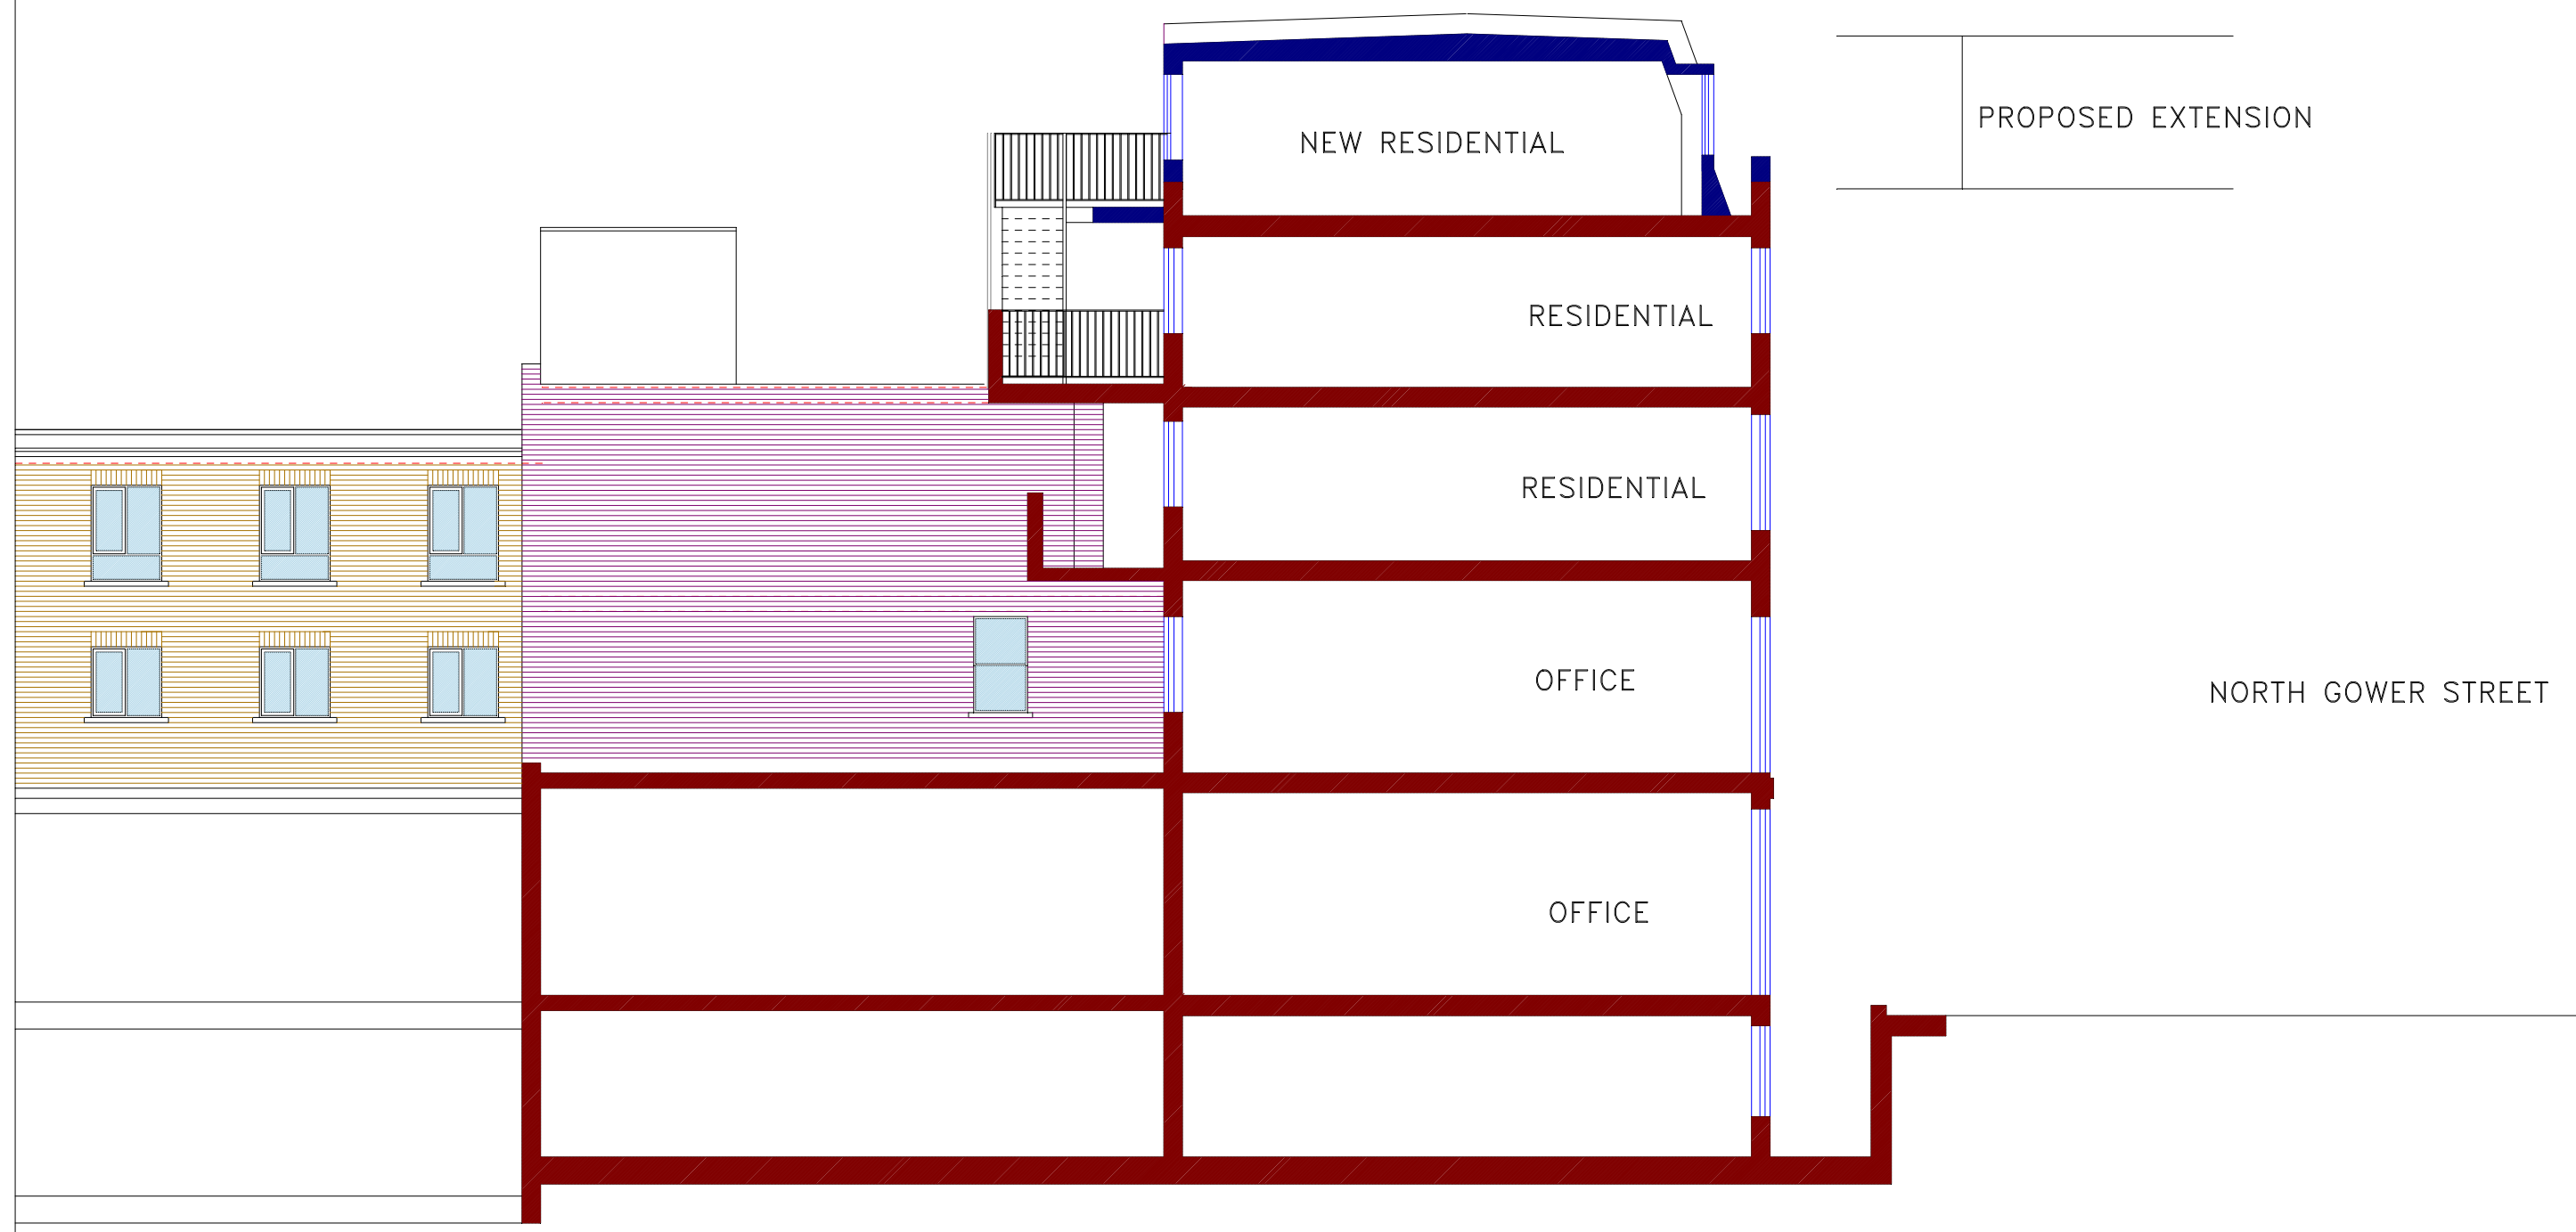 PROPOSED EXTENSION
NEW RESIDENTIAL
RESIDENTIAL
RESIDENTIAL
OFFICE
NORTH GOWER STREET
OFFICE